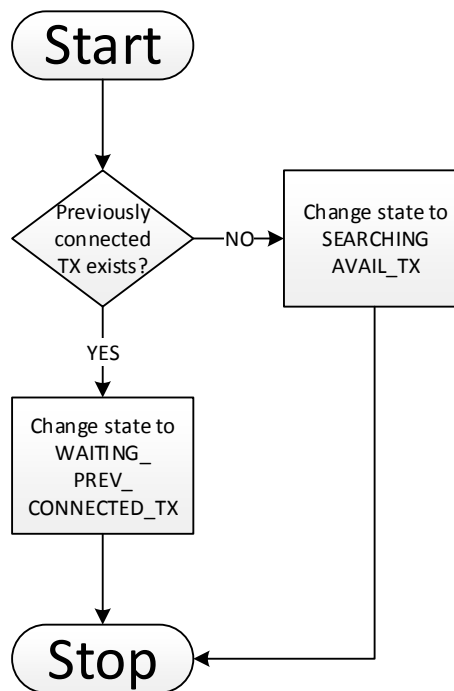 Start
Previously
connected
TX exists?
NO
Change state to
SEARCHING
AVAIL_TX
YES
Change state to
WAITING_
PREV_
CONNECTED_TX
Stop